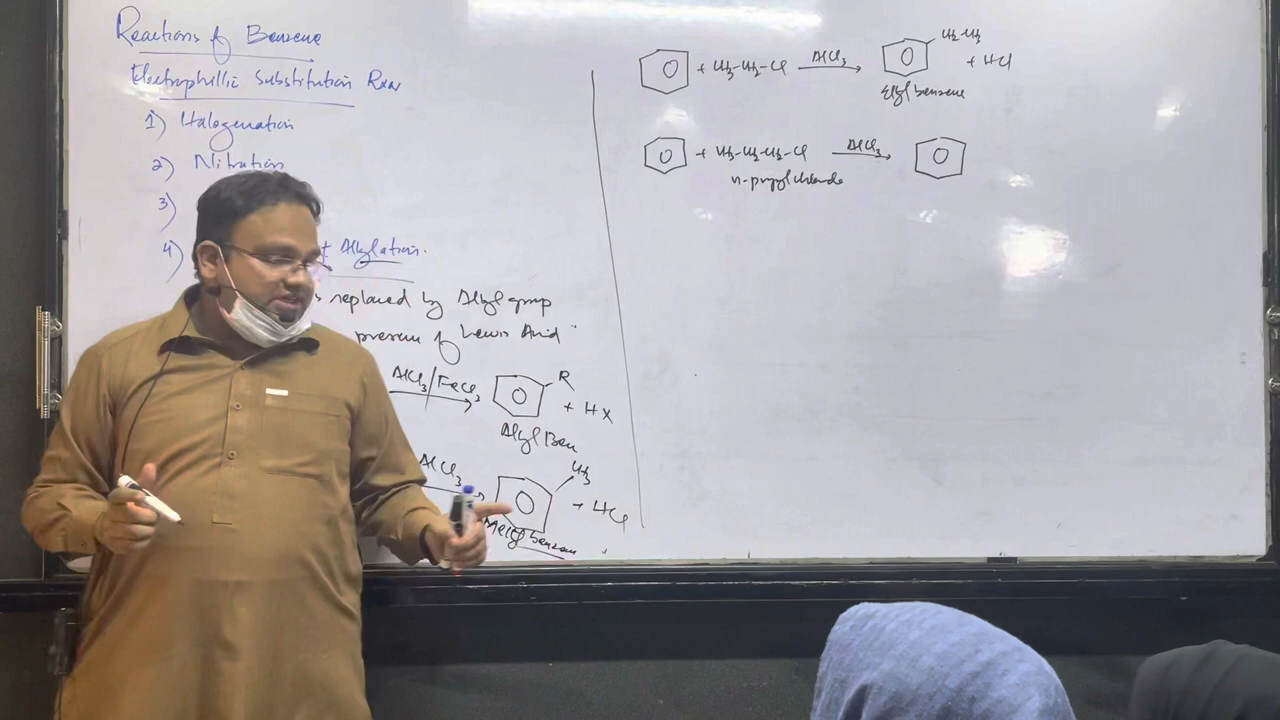 Reactions of Benzene
Electrophillic Substitution Rxn
1) Halogenation
2) Nitration
3)
4) Alkylation.
replaced by Alkyl group
presence of Lewis Acid"
AlCl3/FeCl3
R
+ HX
Alkyl Ben
AlCl3
CH3
+ HCl
Methyl benzene
+ CH3-CH2-Cl AlCl3 CH2-CH3
+ HCl
Ethyl benzene
+ CH3-CH2-CH2-Cl AlCl3
n-propyl chloride